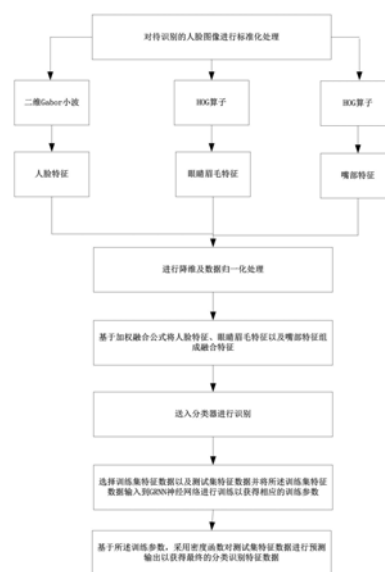 对待识别的人脸图像进行标准化处理
二维Gabor小波
HOG算子
HOG算子
人脸特征
眼睛眉毛特征
嘴部特征
进行降维及数据归一化处理
基于加权融合公式将人脸特征、眼睛眉毛特征以及嘴部特征组
成融合特征
送入分类器进行识别
选择训练集特征数据以及测试集特征数据并将所述训练集特征
数据输入到GRNN神经网络进行训练以获得相应的训练参数
基于所述训练参数，采用密度函数对测试集特征数据进行预测
输出以获得最终的分类识别特征数据